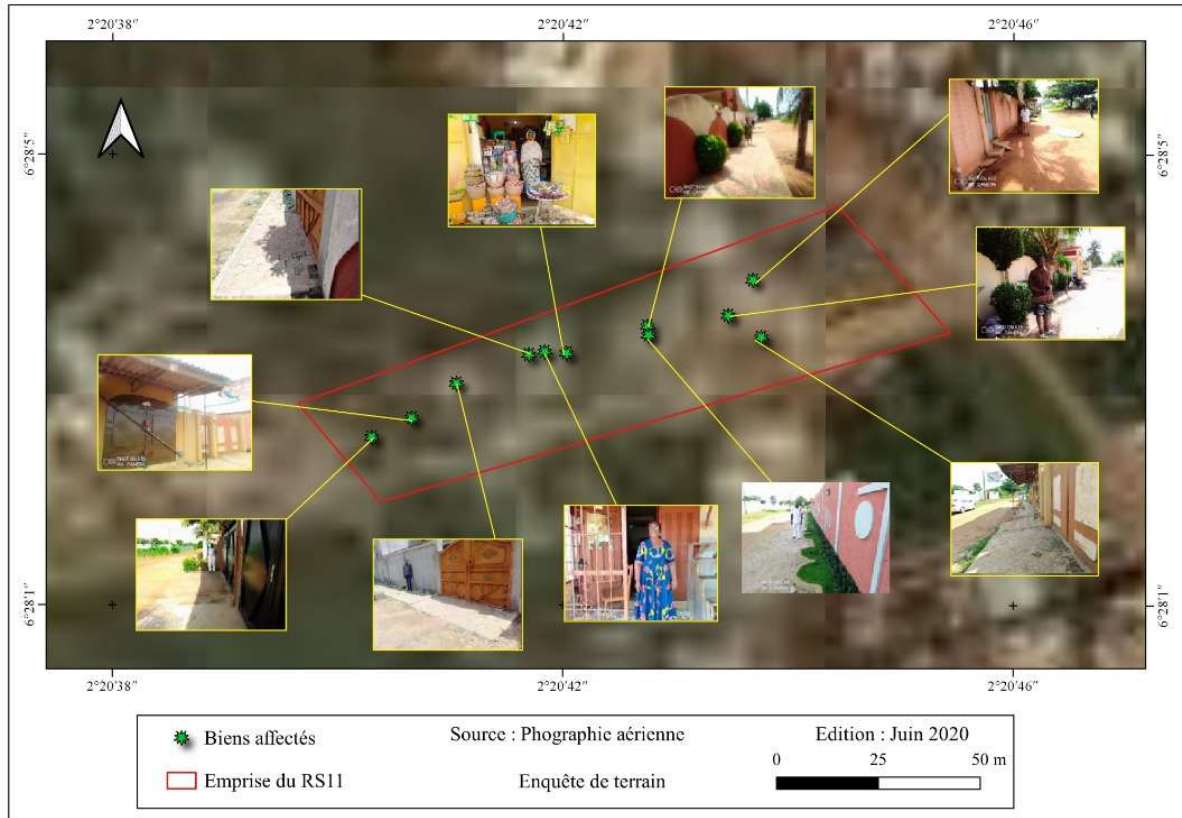 2°20'38" 2°20'42" 2°20'46"
6°28'5" 6°28'5"
6°28'1" 6°28'1"
2°20'38" 2°20'42" 2°20'46"
Biens affectés Source : Phographie aérienne Edition : Juin 2020
0 25 50 m
Emprise du RS11 Enquête de terrain